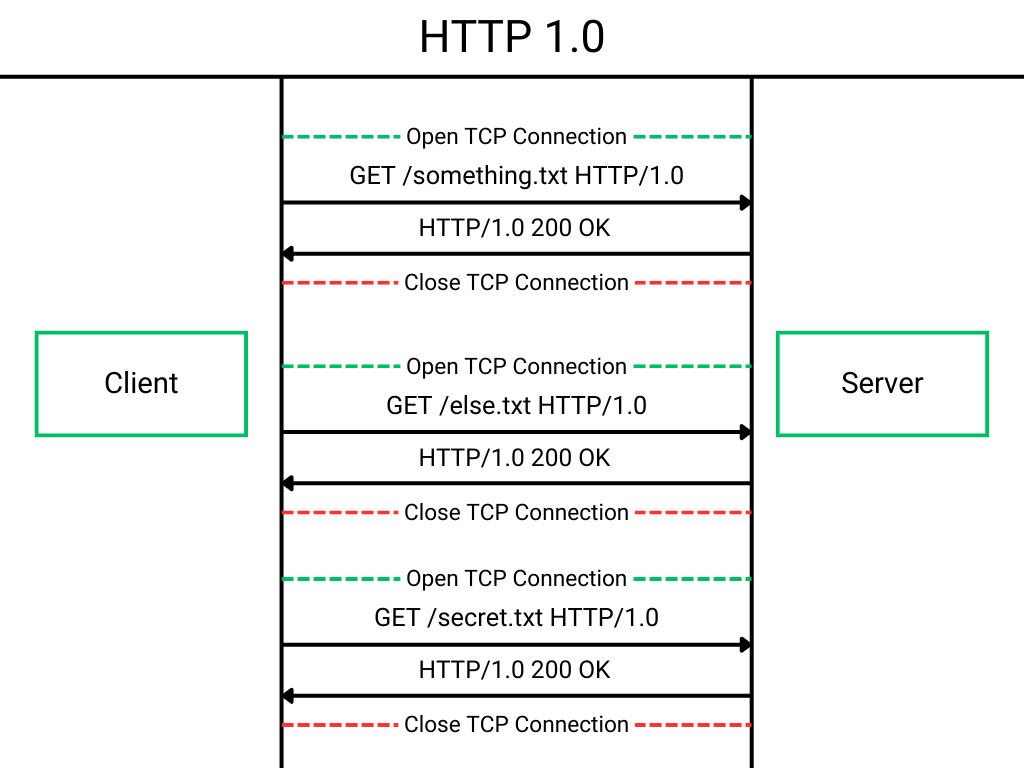 HTTP 1.0
Open TCP Connection
GET /something.txt HTTP/1.0
HTTP/1.0 200 OK
Close TCP Connection
Client
Server
Open TCP Connection
GET /else.txt HTTP/1.0
HTTP/1.0 200 OK
Close TCP Connection
Open TCP Connection
GET /secret.txt HTTP/1.0
HTTP/1.0 200 OK
Close TCP Connection